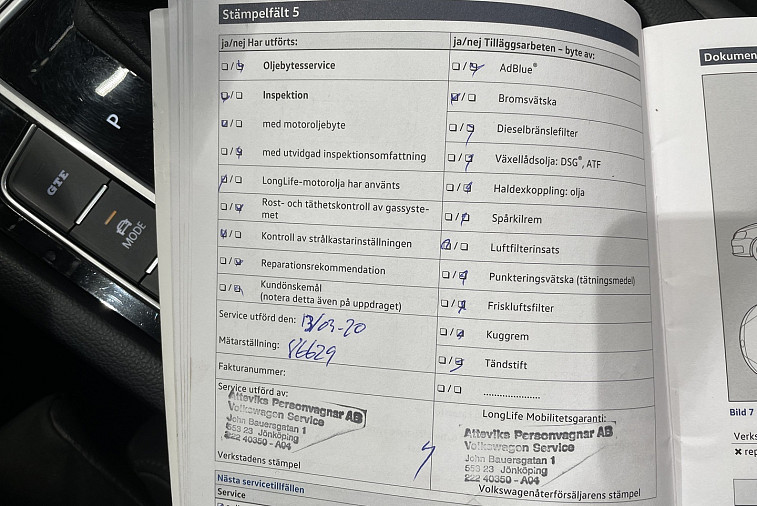 Stämpelfält 5
ja/nej Har utförts:
Oljebytesservice
Inspektion
med motoroljebyte
med utvidgad inspektionsomfattning
LongLife-motorolja har använts
Rost- och täthetskontroll av gassyste-
met
Kontroll av strålkastarinställningen
Reparationsrekommendation
Kundönskemål
(notera detta även på uppdraget)
Service utförd den: 13/03-20
Mätarställning: 86629
Fakturanummer:
Service utförd av:
Atteviks Personvagnar AB
Volkswagen Service
John Bauersgatan 1
553 23 Jönköping
222 40350 - A04
Verkstadens stämpel
Nästa servicetillfällen
Service
ja/nej Tilläggsarbeten – byte av:
AdBlue®
Bromsvätska
Dieselbränslefilter
Växellådsolja: DSG®, ATF
Haldexkoppling: olja
Spårkilrem
Luftfilterinsats
Punkteringsvätska (tätningsmedel)
Friskluftsfilter
Kuggrem
Tändstift
......................
LongLife Mobilitetsgaranti:
Atteviks Personvagnar AB
Volkswagen Service
John Bauersgatan 1
553 23 Jönköping
222 40350 - A04
Volkswagenåterförsäljarens stämpel
P
GTE
MODE
Dokumen
Bild 7
Verks
✖ rep